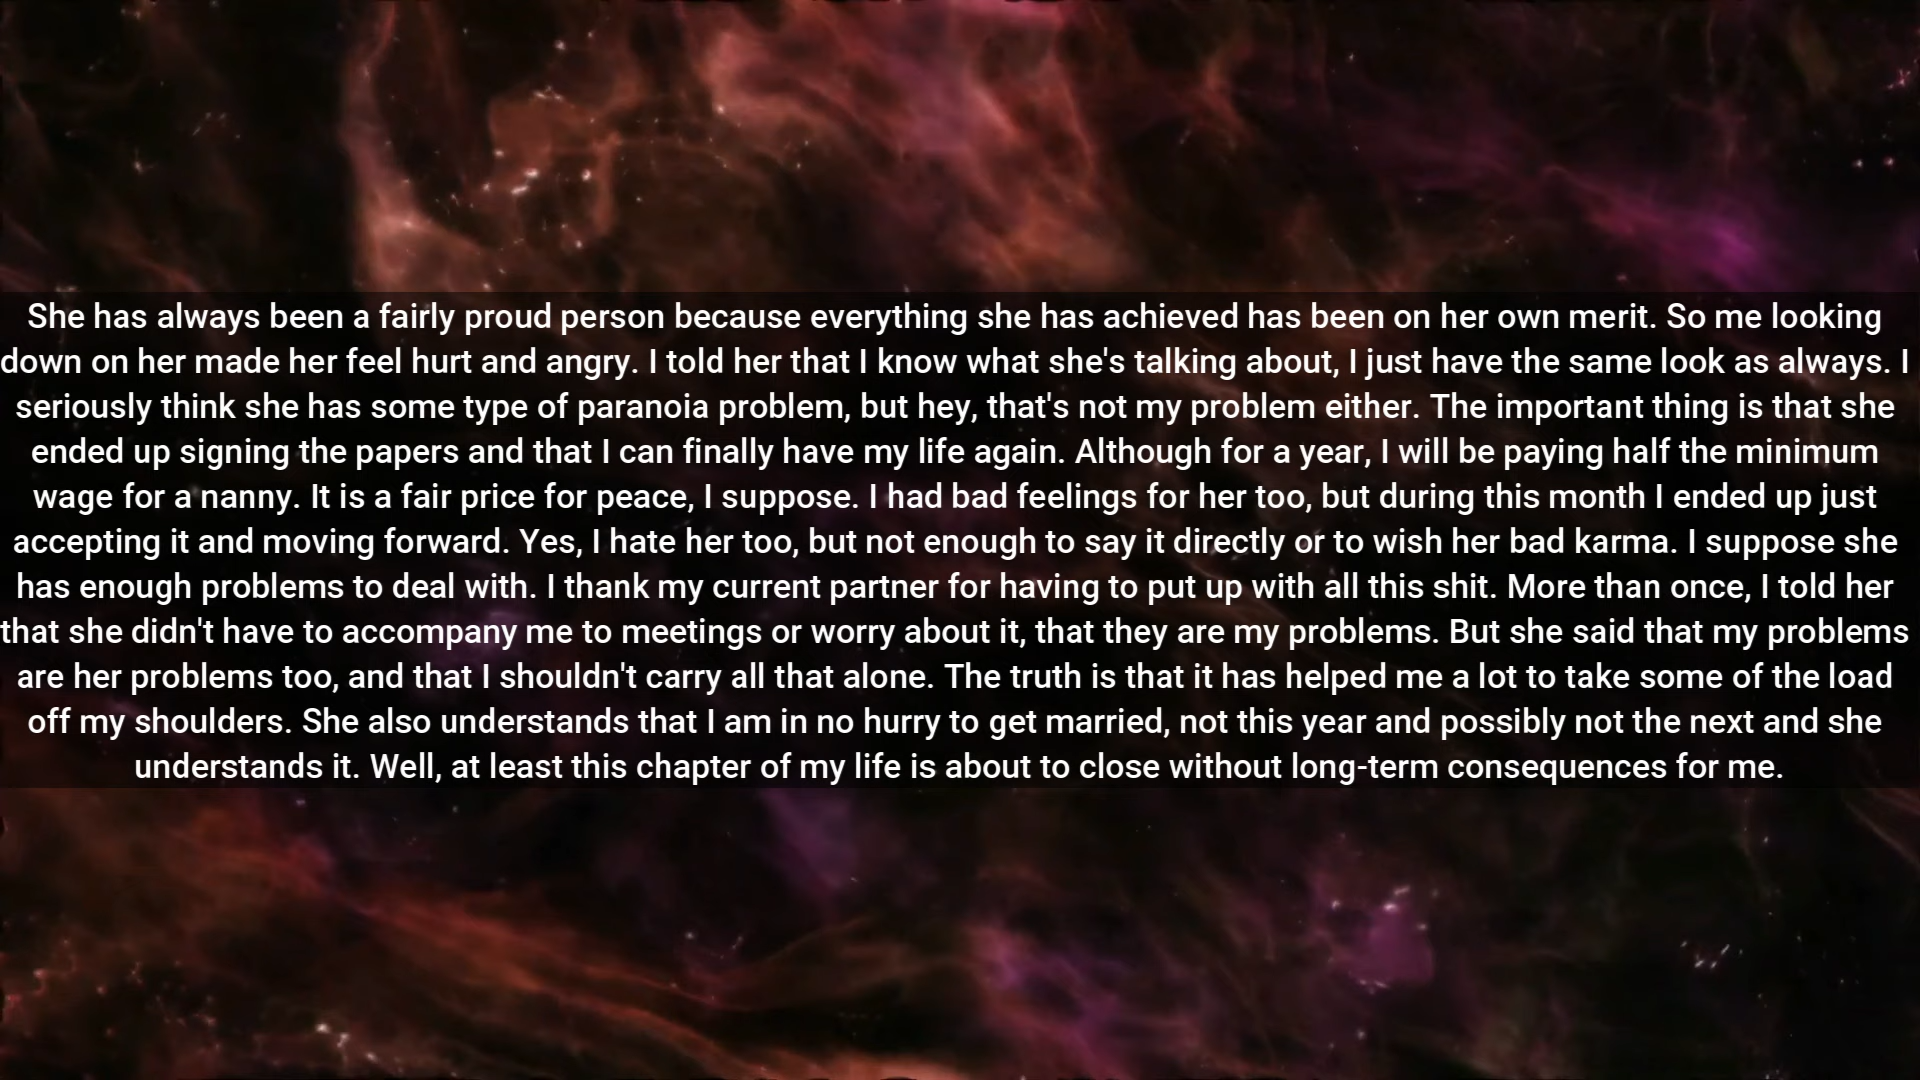 She has always been a fairly proud person because everything she has achieved has been on her own merit. So me looking
down on her made her feel hurt and angry. I told her that I know what she's talking about, I just have the same look as always. I
seriously think she has some type of paranoia problem, but hey, that's not my problem either. The important thing is that she
ended up signing the papers and that I can finally have my life again. Although for a year, I will be paying half the minimum
wage for a nanny. It is a fair price for peace, I suppose. I had bad feelings for her too, but during this month I ended up just
accepting it and moving forward. Yes, I hate her too, but not enough to say it directly or to wish her bad karma. I suppose she
has enough problems to deal with. I thank my current partner for having to put up with all this shit. More than once, I told her
that she didn't have to accompany me to meetings or worry about it, that they are my problems. But she said that my problems
are her problems too, and that I shouldn't carry all that alone. The truth is that it has helped me a lot to take some of the load
off my shoulders. She also understands that I am in no hurry to get married, not this year and possibly not the next and she
understands it. Well, at least this chapter of my life is about to close without long-term consequences for me.